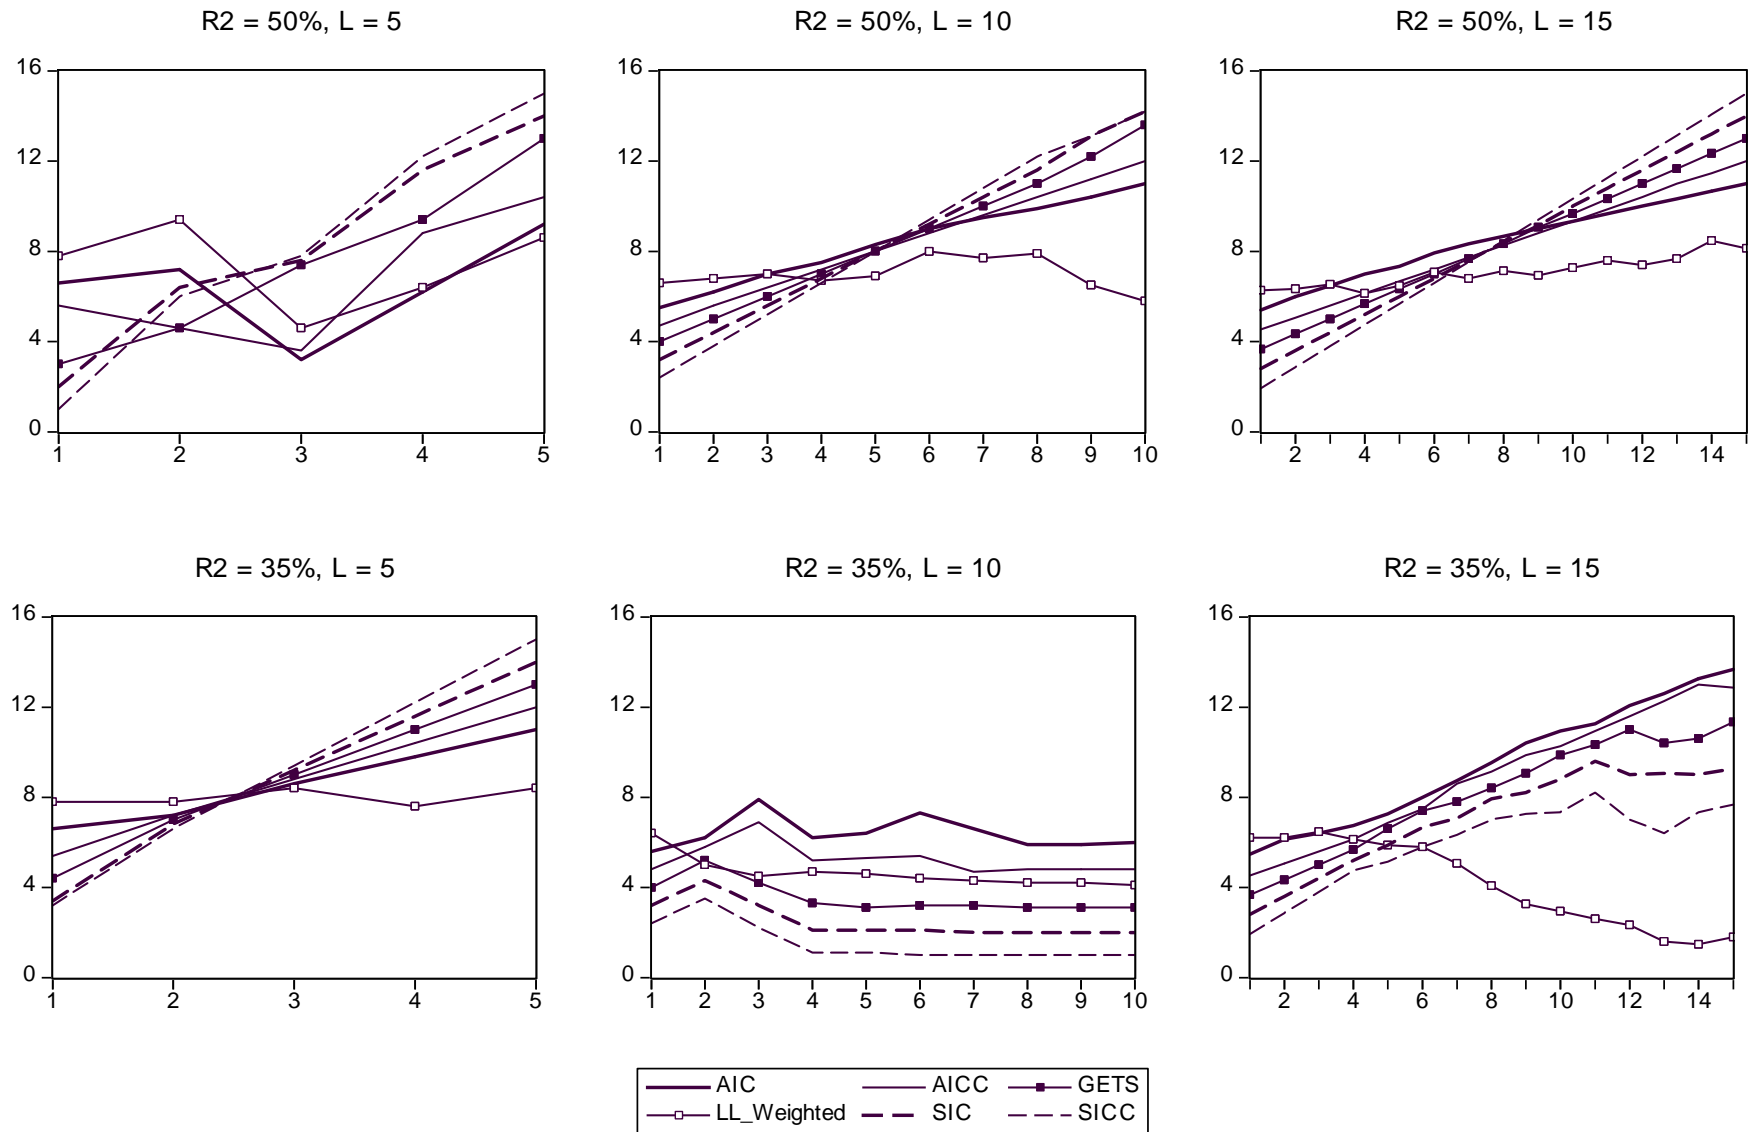 R2 = 50%, L = 5
R2 = 50%, L = 10
R2 = 50%, L = 15
16
12
8
4
0
1 2 3 4 5
16
12
8
4
0
1 2 3 4 5 6 7 8 9 10
16
12
8
4
0
2 4 6 8 10 12 14
R2 = 35%, L = 5
R2 = 35%, L = 10
R2 = 35%, L = 15
16
12
8
4
0
1 2 3 4 5
16
12
8
4
0
1 2 3 4 5 6 7 8 9 10
16
12
8
4
0
2 4 6 8 10 12 14
AIC AICC GETS
LL_Weighted SIC SICC